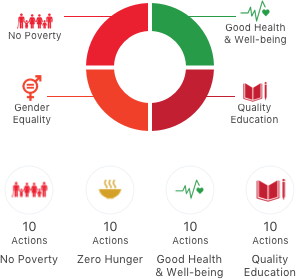 No Poverty
Good Health
& Well-being
Gender
Equality
Quality
Education
10
Actions
No Poverty
10
Actions
Zero Hunger
10
Actions
Good Health
& Well-being
10
Actions
Quality
Education